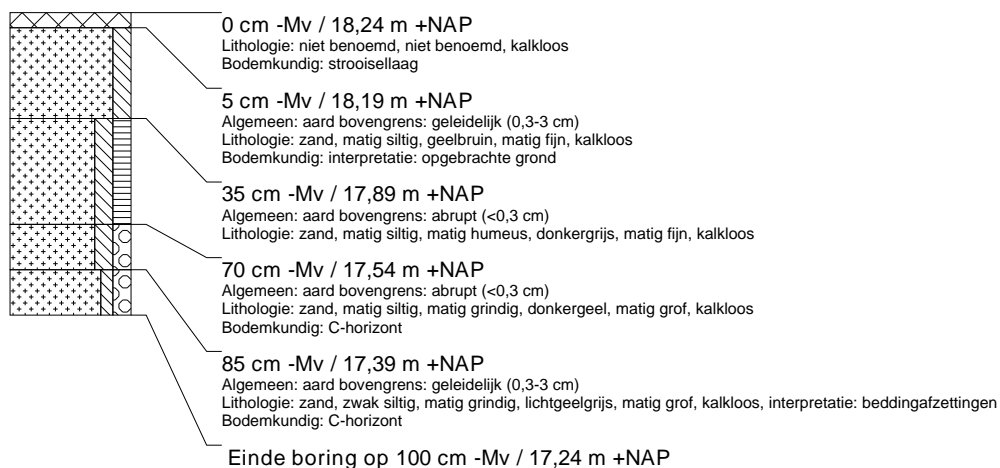 0 cm -Mv / 18,24 m +NAP
Lithologie: niet benoemd, niet benoemd, kalkloos
Bodemkundig: strooisellaag
5 cm -Mv / 18,19 m +NAP
Algemeen: aard bovengrens: geleidelijk (0,3-3 cm)
Lithologie: zand, matig siltig, geelbruin, matig fijn, kalkloos
Bodemkundig: interpretatie: opgebrachte grond
35 cm -Mv / 17,89 m +NAP
Algemeen: aard bovengrens: abrupt (<0,3 cm)
Lithologie: zand, matig siltig, matig humeus, donkergrijs, matig fijn, kalkloos
70 cm -Mv / 17,54 m +NAP
Algemeen: aard bovengrens: abrupt (<0,3 cm)
Lithologie: zand, matig siltig, matig grindig, donkergeel, matig grof, kalkloos
Bodemkundig: C-horizont
85 cm -Mv / 17,39 m +NAP
Algemeen: aard bovengrens: geleidelijk (0,3-3 cm)
Lithologie: zand, zwak siltig, matig grindig, lichtgeelgrijs, matig grof, kalkloos, interpretatie: beddingafzettingen
Bodemkundig: C-horizont
Einde boring op 100 cm -Mv / 17,24 m +NAP